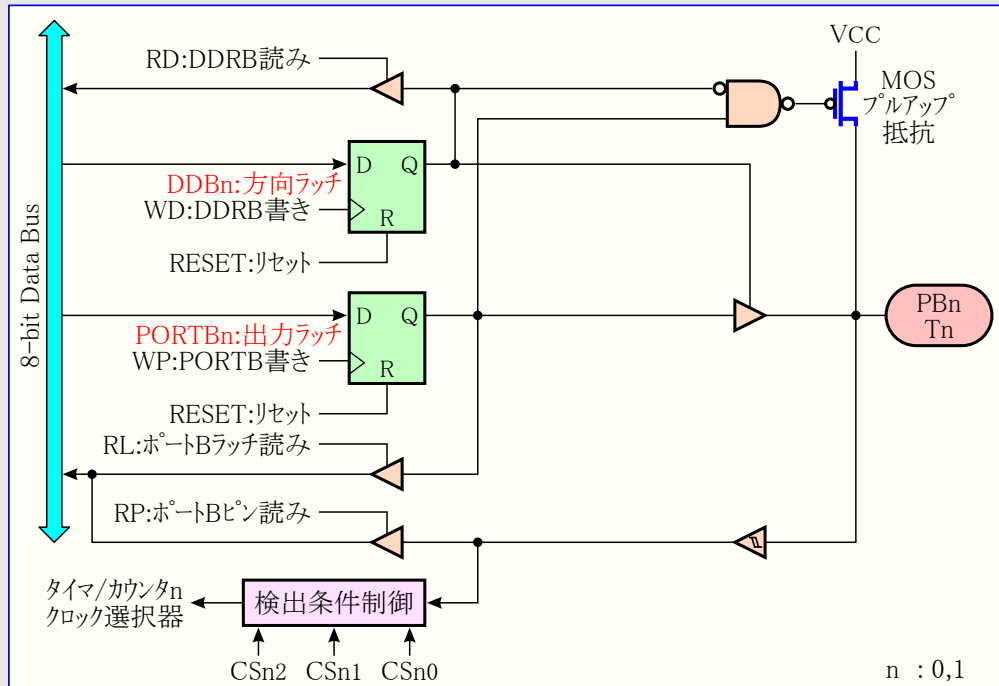 VCC
RD:DDRB読み
MOS
プルアップ
抵抗
D Q
DDBn:方向ラッチ
WD:DDRB書き
R
RESET:リセット
8-bit Data Bus
D Q
PORTBn:出力ラッチ
WP:PORTB書き
R
PBn
Tn
RESET:リセット
RL:ポートBラッチ読み
RP:ポートBピン読み
タイマ/カウンタn
クロック選択器
検出条件制御
CSn2 CSn1 CSn0
n : 0,1